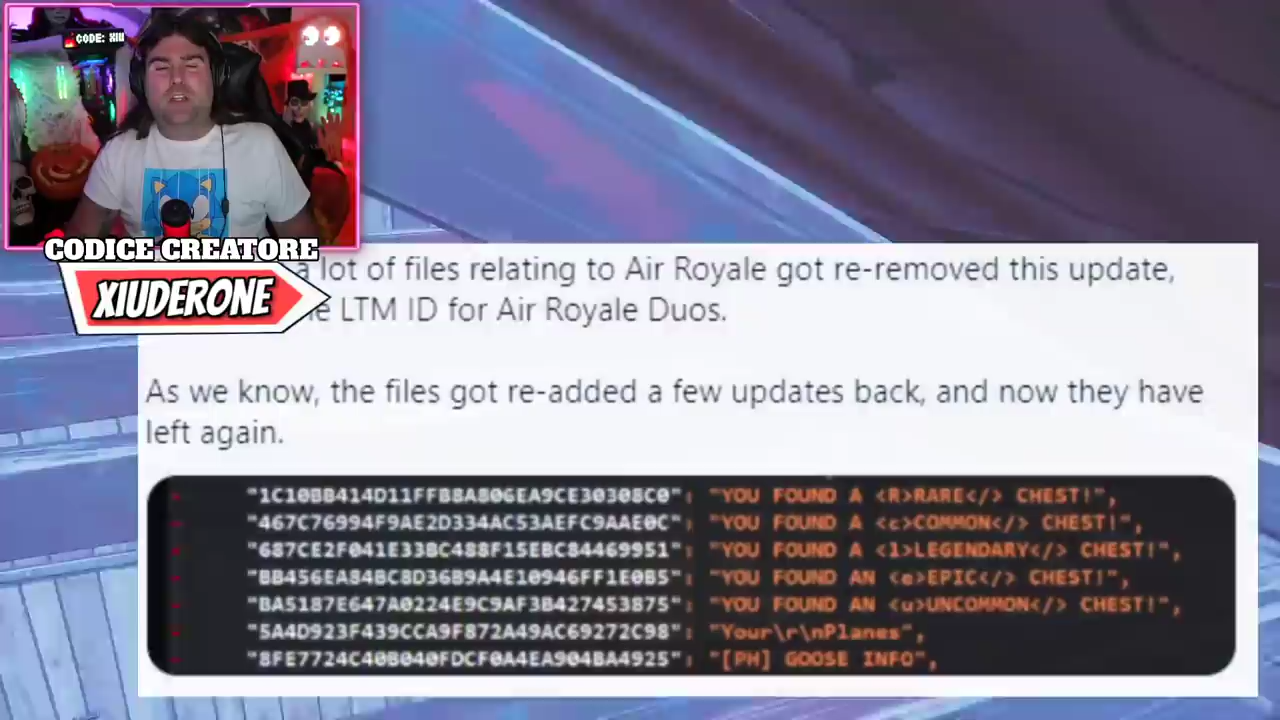 CODE: XIU
CODICE CREATORE
XIUDERONE
a lot of files relating to Air Royale got re-removed this update,
LTM ID for Air Royale Duos.
As we know, the files got re-added a few updates back, and now they have
left again.
"1C10BB414D11FFB8A806EA9CE30308C0": "YOU FOUND A <R>RARE</> CHEST!",
"467C76994F9AE2D334AC53AEFC9AAE0C": "YOU FOUND A <c>COMMON</> CHEST!",
"687CE2F041E33BC488F15EBC84469951": "YOU FOUND A <l>LEGENDARY</> CHEST!",
"BB456EA84BC8D36B9A4E10946FF1E0B5": "YOU FOUND AN <e>EPIC</> CHEST!",
"BA5187E647A0224E9C9AF3B427453875": "YOU FOUND AN <u>UNCOMMON</> CHEST!",
"5A4D923F439CCA9F872A49AC69272C98": "Your\r\nPlanes",
"8FE7724C40B040FDCF0A4EA904BA4925": "[PH] GOOSE INFO",